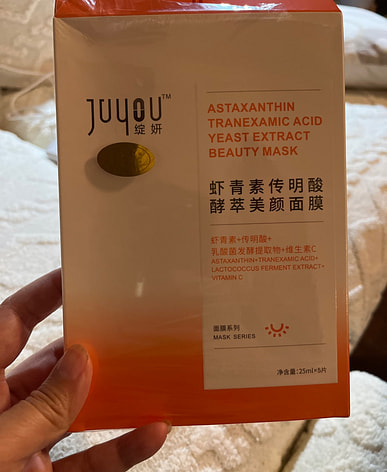 JUYOU™
绽妍
ASTAXANTHIN
TRANEXAMIC ACID
YEAST EXTRACT
BEAUTY MASK
虾青素传明酸
酵萃美颜面膜
虾青素+传明酸+
乳酸菌发酵提取物+维生素C
ASTAXANTHIN+TRANEXAMIC ACID+
LACTOCOCCUS FERMENT EXTRACT+
VITAMIN C
面膜系列
MASK SERIES
净含量:25ml×5片